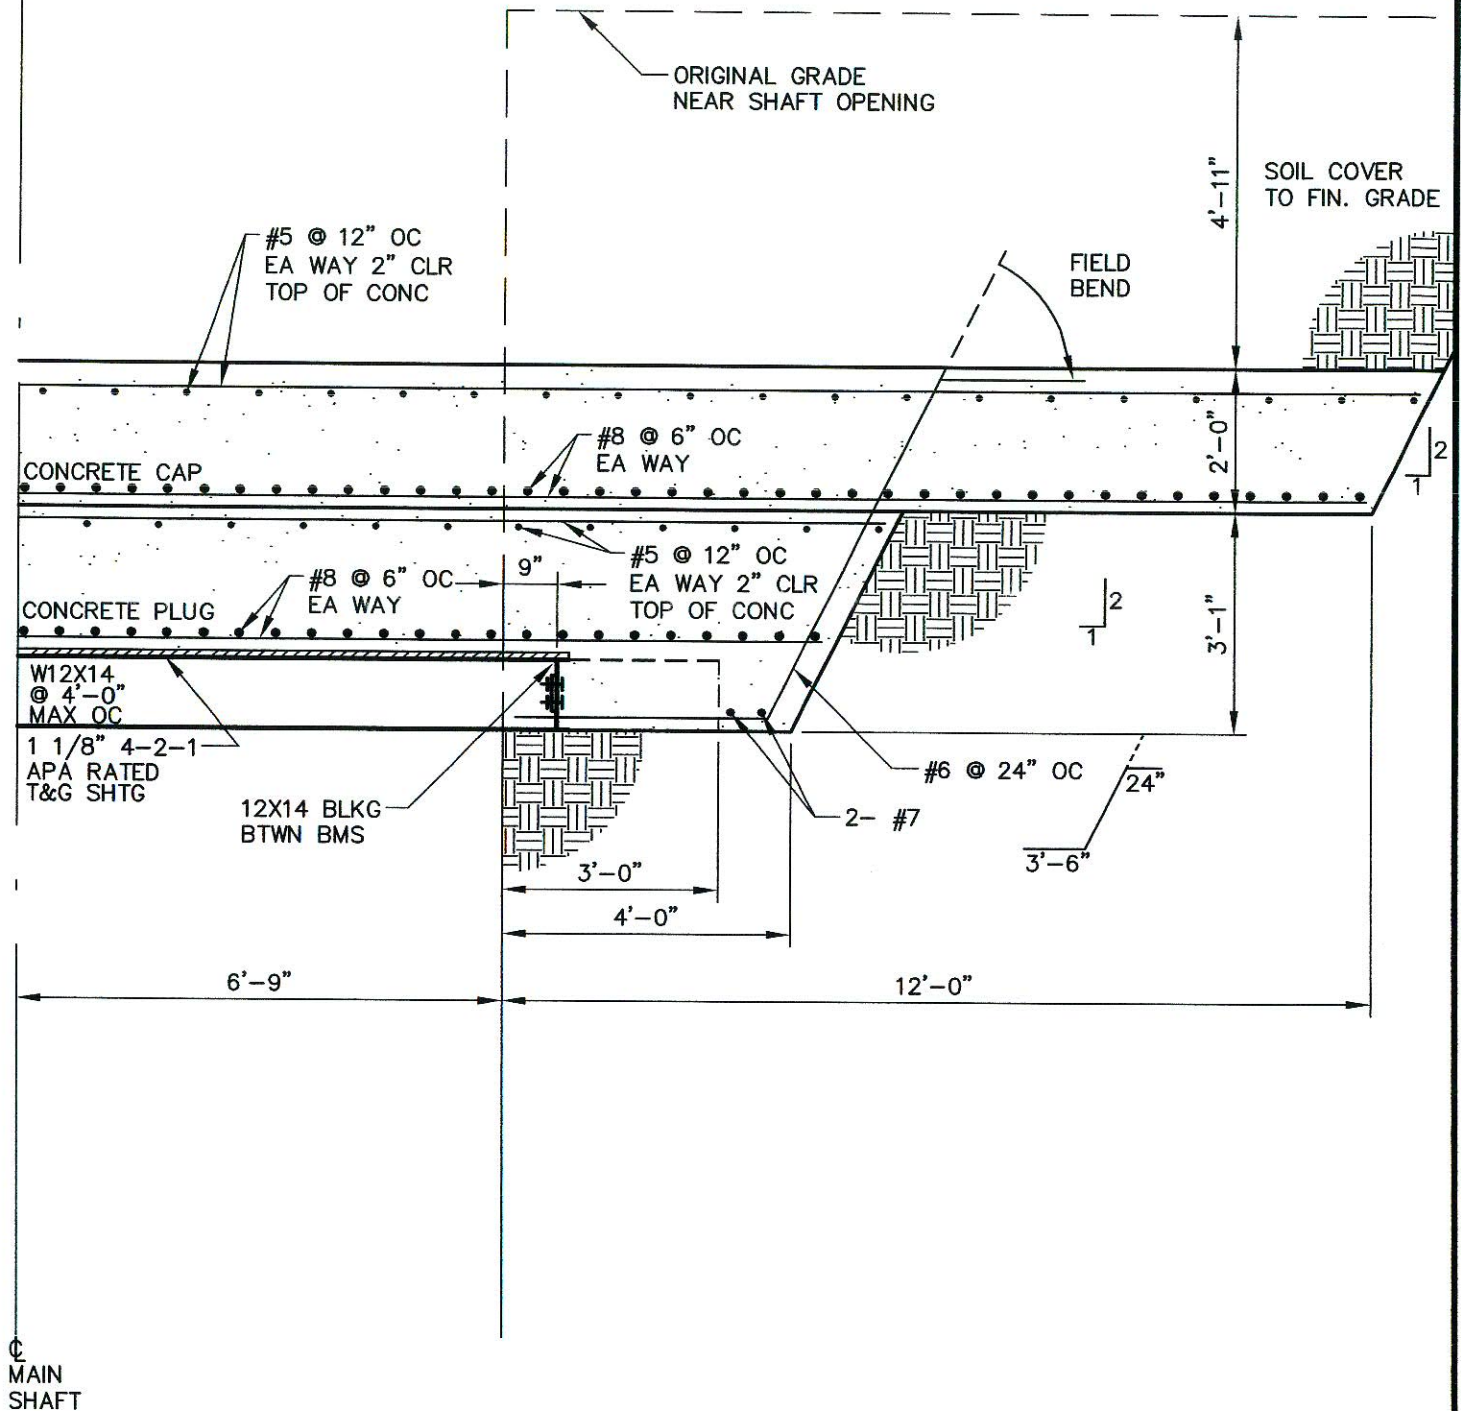 ORIGINAL GRADE
NEAR SHAFT OPENING
4'-11"
SOIL COVER
TO FIN. GRADE
#5 @ 12" OC
EA WAY 2" CLR
TOP OF CONC
FIELD
BEND
#8 @ 6" OC
EA WAY
2'-0"
2
1
CONCRETE CAP
#5 @ 12" OC
EA WAY 2" CLR
TOP OF CONC
9"
#8 @ 6" OC
EA WAY
CONCRETE PLUG
2
1
3'-1"
W12X14
@ 4'-0"
MAX OC
1 1/8" 4-2-1
APA RATED
T&G SHTG
12X14 BLKG
BTWN BMS
#6 @ 24" OC
2- #7
24"
3'-6"
3'-0"
4'-0"
6'-9"
12'-0"
℄
MAIN
SHAFT